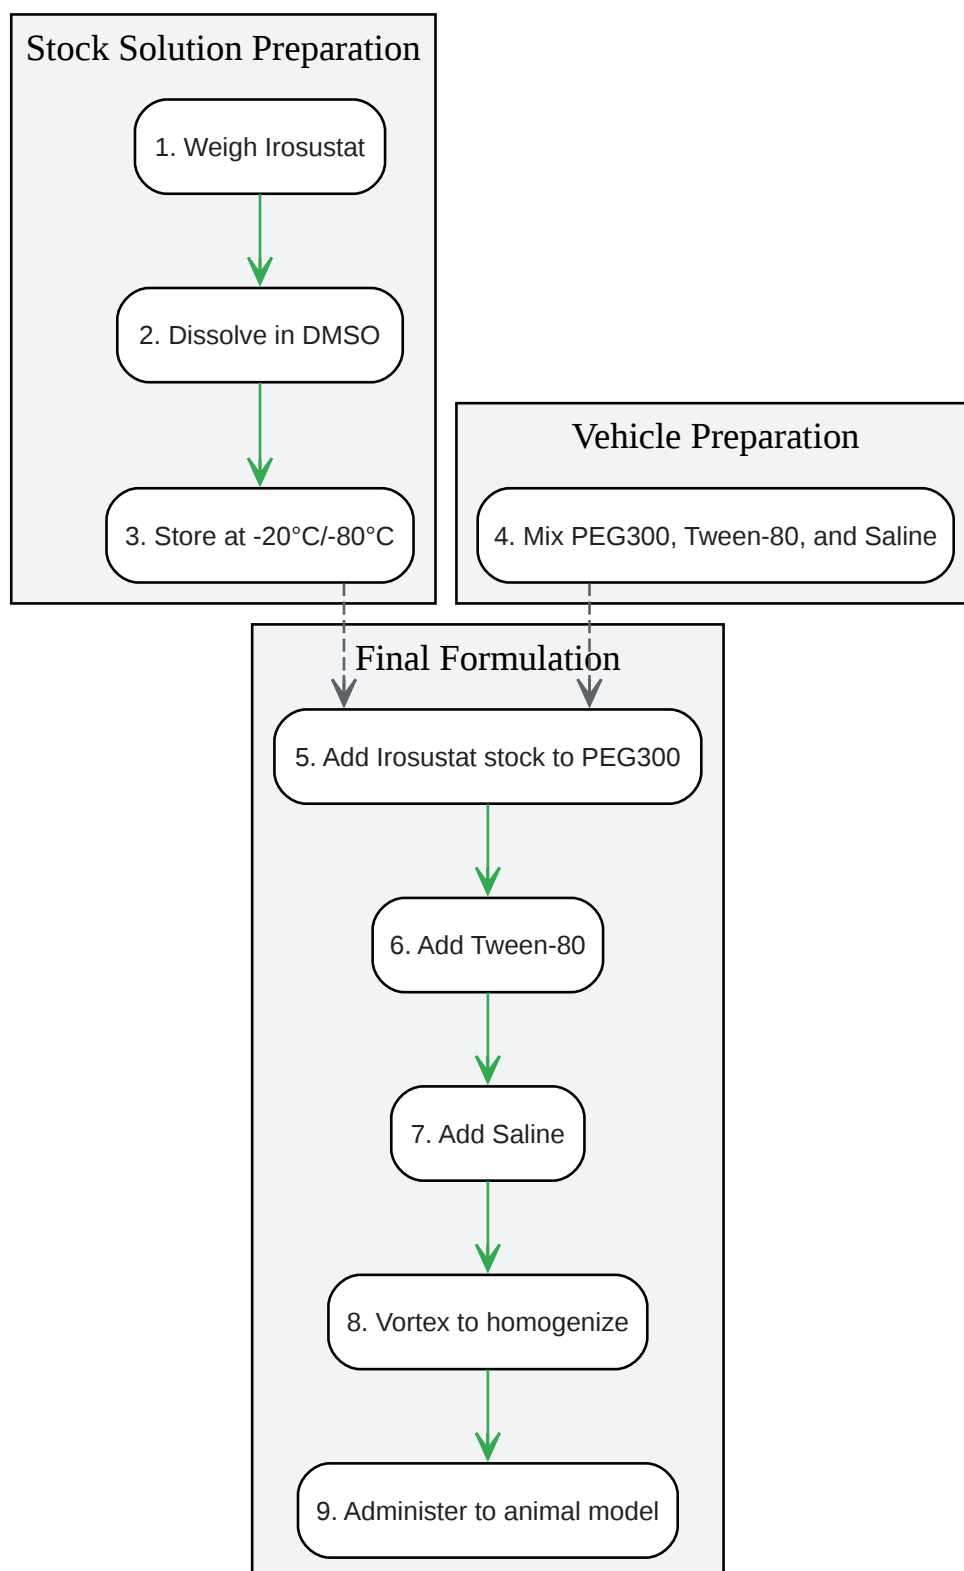 Stock Solution Preparation
1. Weigh Irosustat
2. Dissolve in DMSO
3. Store at -20°C/-80°C
Vehicle Preparation
4. Mix PEG300, Tween-80, and Saline
Final Formulation
5. Add Irosustat stock to PEG300
6. Add Tween-80
7. Add Saline
8. Vortex to homogenize
9. Administer to animal model